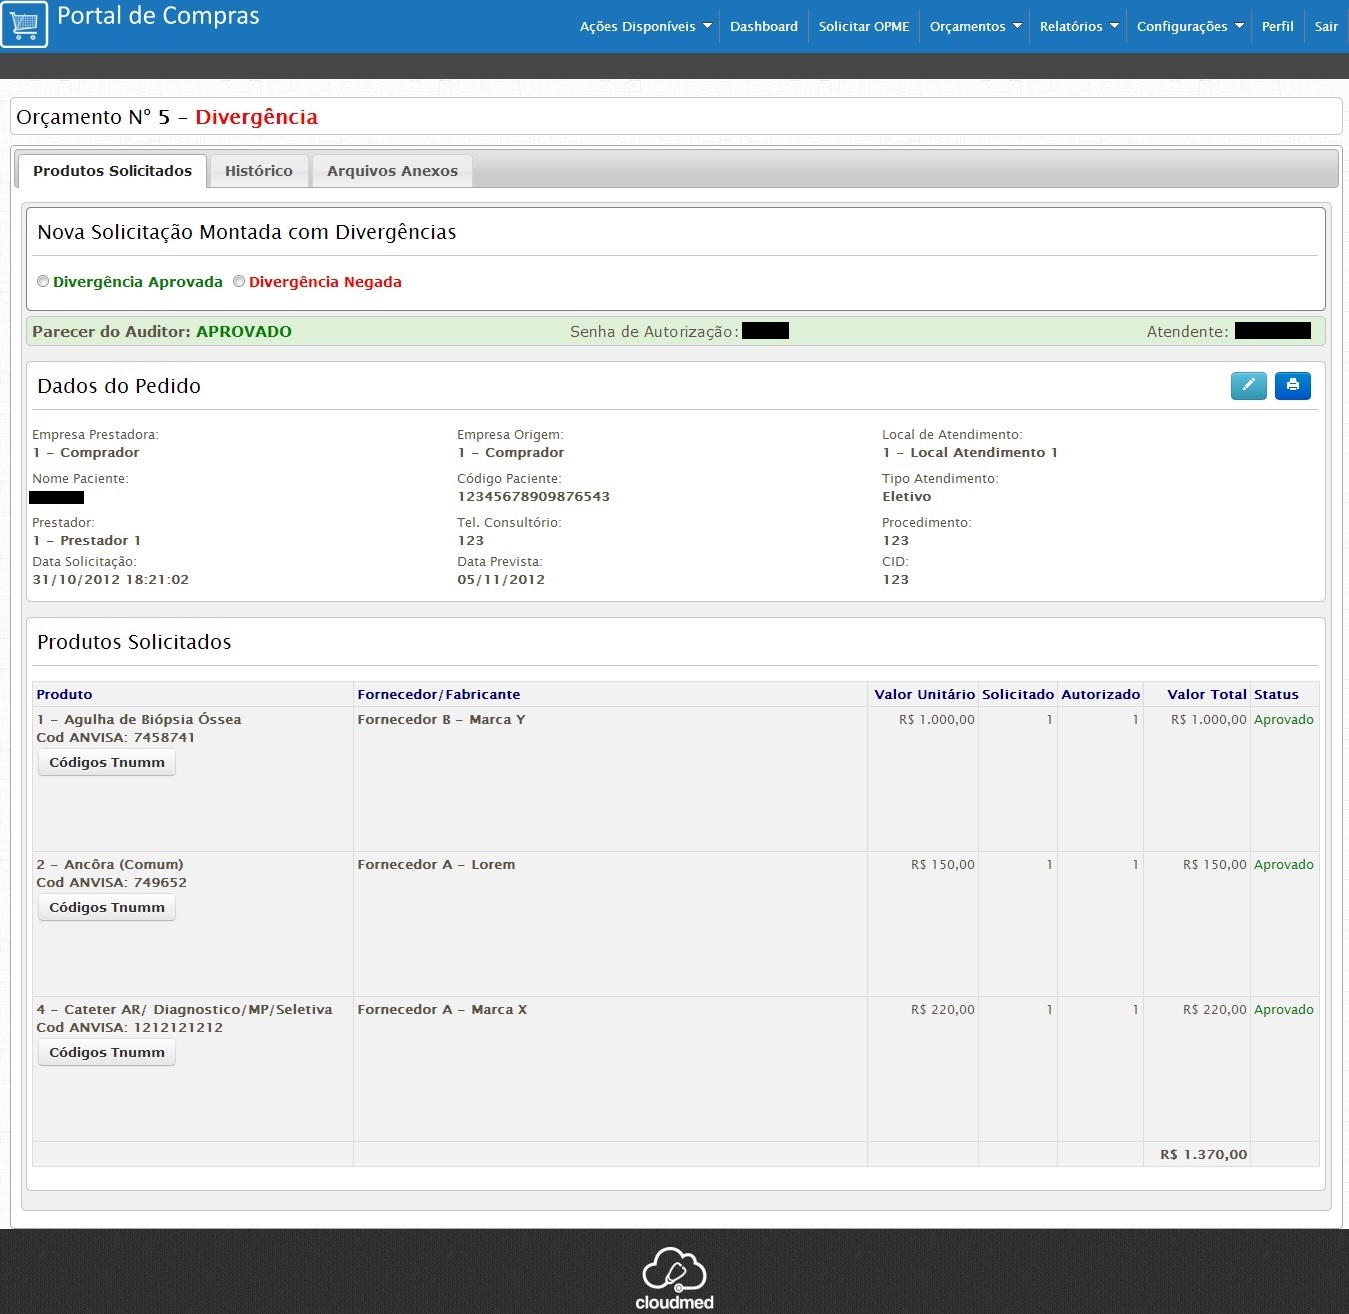 Portal de Compras
Ações Disponíveis Dashboard Solicitar OPME Orçamentos Relatórios Configurações Perfil Sair
Orçamento Nº 5 - Divergência
Produtos Solicitados Histórico Arquivos Anexos
Nova Solicitação Montada com Divergências
Divergência Aprovada Divergência Negada
Parecer do Auditor: APROVADO Senha de Autorização: Atendente:
Dados do Pedido
Empresa Prestadora: Empresa Origem: Local de Atendimento:
1 - Comprador 1 - Comprador 1 - Local Atendimento 1
Nome Paciente: Código Paciente: Tipo Atendimento:
12345678909876543 Eletivo
Prestador: Tel. Consultório: Procedimento:
1 - Prestador 1 123 123
Data Solicitação: Data Prevista: CID:
31/10/2012 18:21:02 05/11/2012 123
Produtos Solicitados
Produto Fornecedor/Fabricante Valor Unitário Solicitado Autorizado Valor Total Status
1 - Agulha de Biópsia Óssea Fornecedor B - Marca Y R$ 1.000,00 1 1 R$ 1.000,00 Aprovado
Cod ANVISA: 7458741
Códigos Tnumm
2 - Ancôra (Comum) Fornecedor A - Lorem R$ 150,00 1 1 R$ 150,00 Aprovado
Cod ANVISA: 749652
Códigos Tnumm
4 - Cateter AR/ Diagnostico/MP/Seletiva Fornecedor A - Marca X R$ 220,00 1 1 R$ 220,00 Aprovado
Cod ANVISA: 1212121212
Códigos Tnumm
R$ 1.370,00
cloudmed